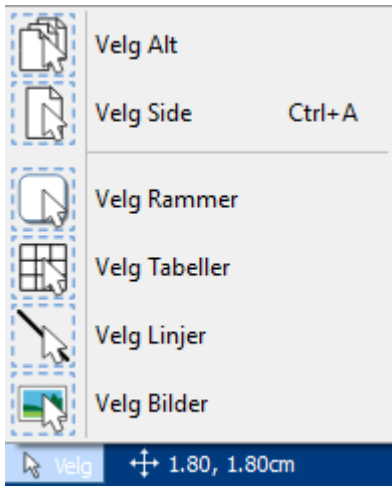 Velg Alt
Velg Side Ctrl+A
Velg Rammer
Velg Tabeller
Velg Linjer
Velg Bilder
Velg 1.80, 1.80cm